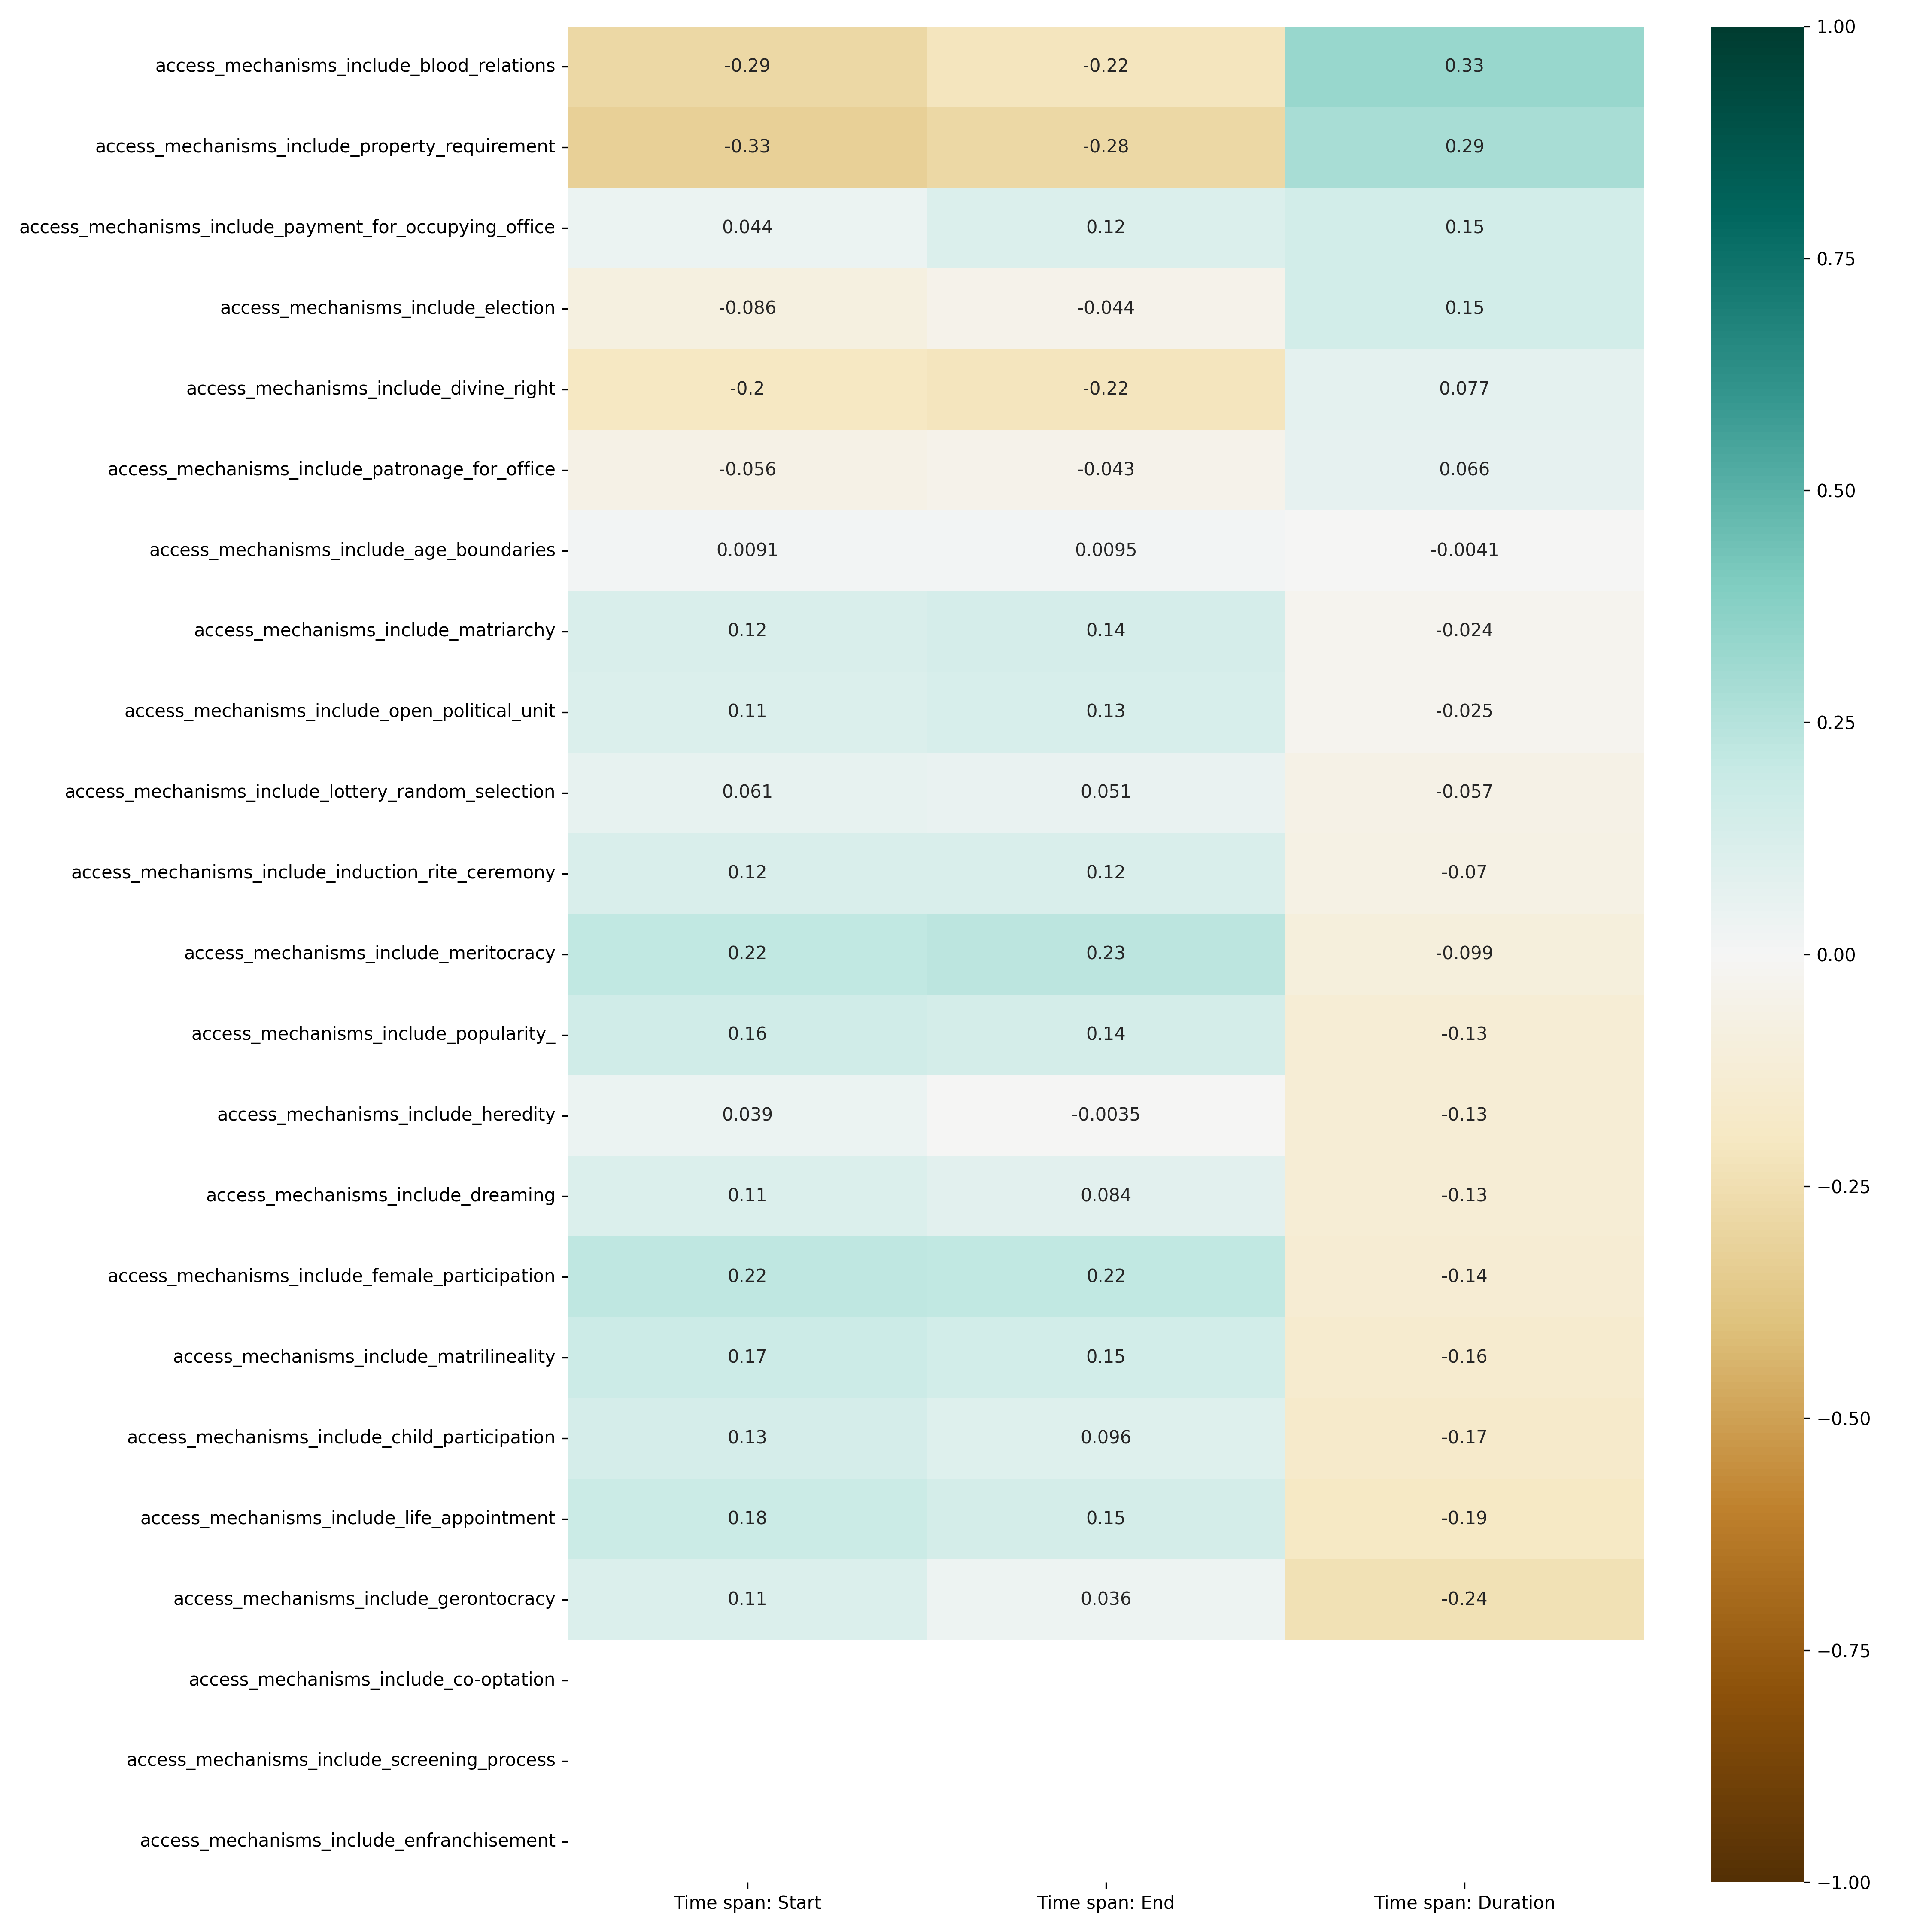 access_mechanisms_include_blood_relations -0.29 -0.22 0.33
access_mechanisms_include_property_requirement -0.33 -0.28 0.29
access_mechanisms_include_payment_for_occupying_office 0.044 0.12 0.15
access_mechanisms_include_election -0.086 -0.044 0.15
access_mechanisms_include_divine_right -0.2 -0.22 0.077
access_mechanisms_include_patronage_for_office -0.056 -0.043 0.066
access_mechanisms_include_age_boundaries 0.0091 0.0095 -0.0041
access_mechanisms_include_matriarchy 0.12 0.14 -0.024
access_mechanisms_include_open_political_unit 0.11 0.13 -0.025
access_mechanisms_include_lottery_random_selection 0.061 0.051 -0.057
access_mechanisms_include_induction_rite_ceremony 0.12 0.12 -0.07
access_mechanisms_include_meritocracy 0.22 0.23 -0.099
access_mechanisms_include_popularity_ 0.16 0.14 -0.13
access_mechanisms_include_heredity 0.039 -0.0035 -0.13
access_mechanisms_include_dreaming 0.11 0.084 -0.13
access_mechanisms_include_female_participation 0.22 0.22 -0.14
access_mechanisms_include_matrilineality 0.17 0.15 -0.16
access_mechanisms_include_child_participation 0.13 0.096 -0.17
access_mechanisms_include_life_appointment 0.18 0.15 -0.19
access_mechanisms_include_gerontocracy 0.11 0.036 -0.24
access_mechanisms_include_co-optation
access_mechanisms_include_screening_process
access_mechanisms_include_enfranchisement
Time span: Start Time span: End Time span: Duration
1.00
0.75
0.50
0.25
0.00
−0.25
−0.50
−0.75
−1.00